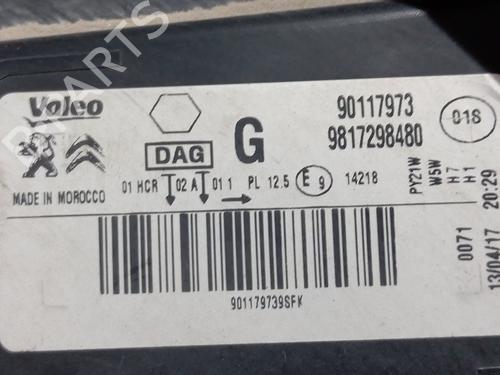 Valeo
MADE IN MOROCCO
DAG
G
90117973
9817298480
018
01 HCR 02 A 01 1 PL 12.5 E 9 14218
PY21W
W5W
H7
H1
0071
13/04/17 20:29
901179739SFK
PARTS